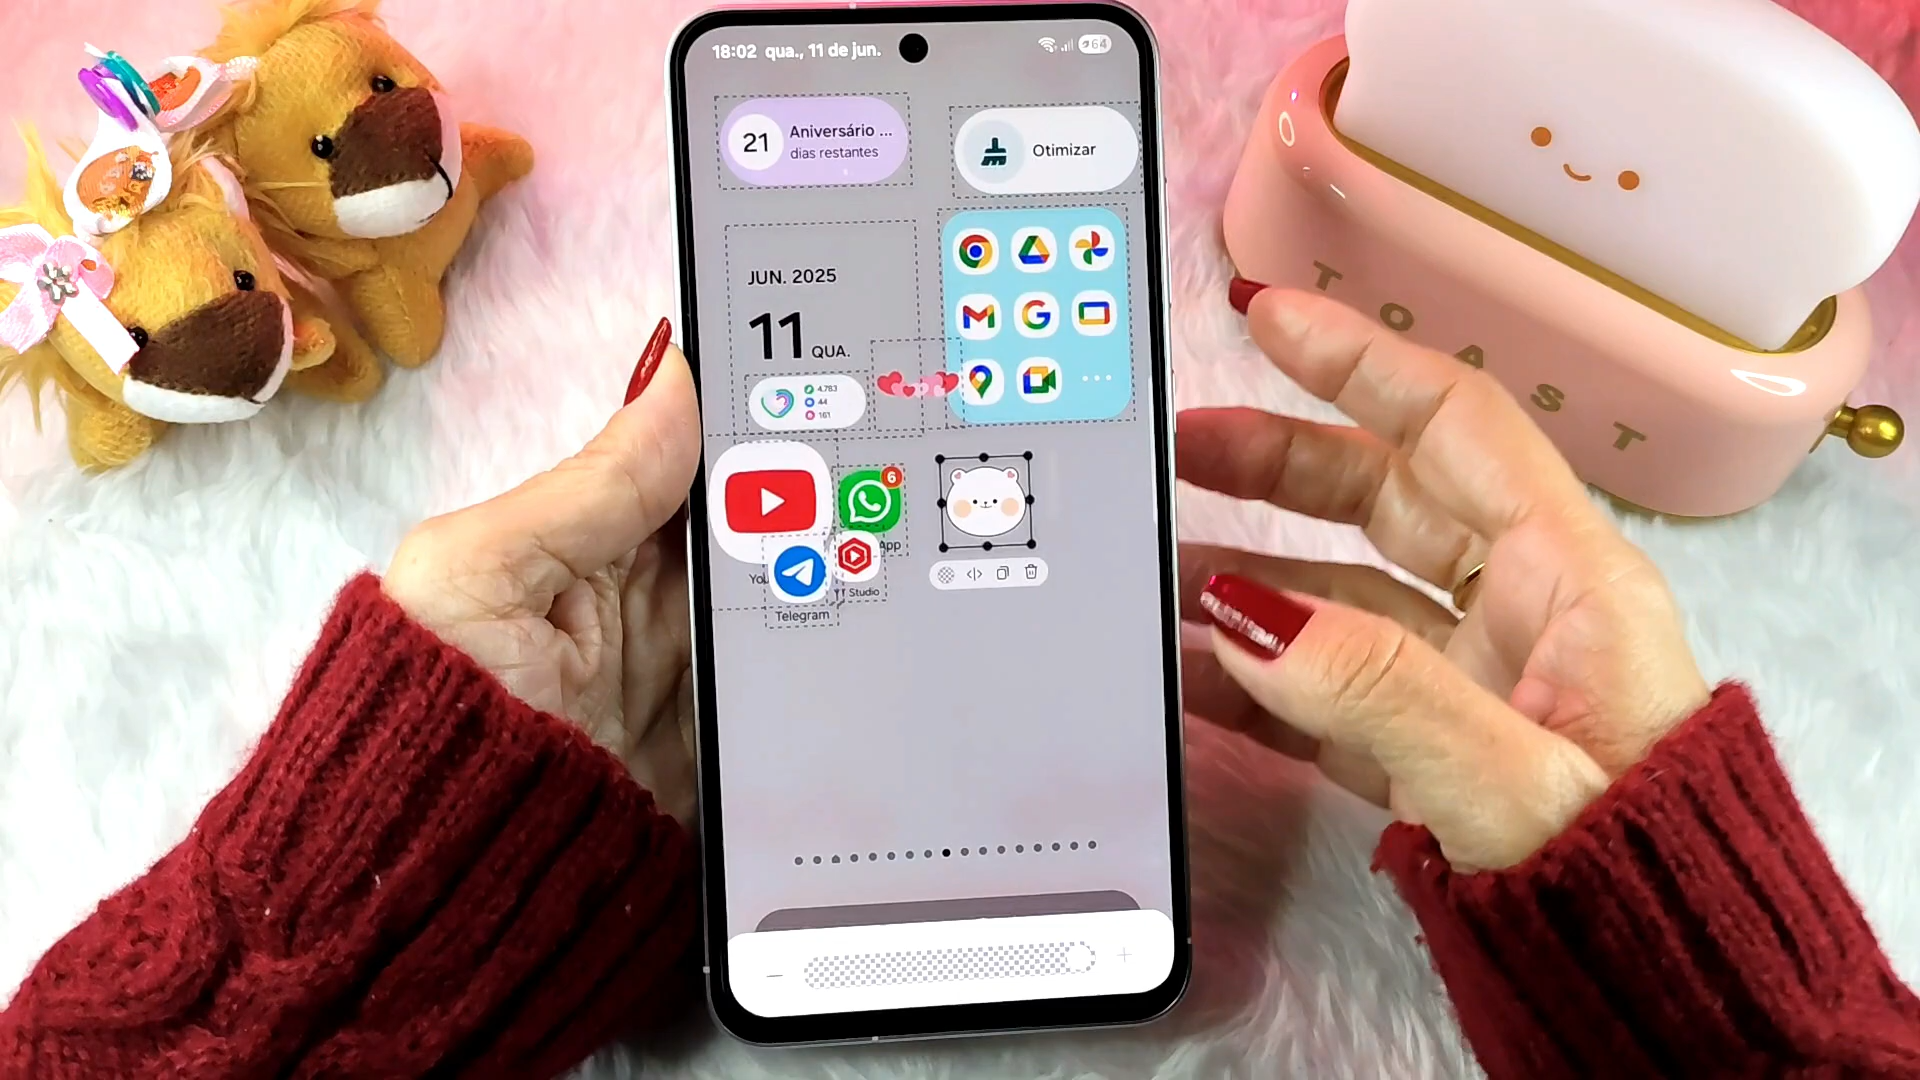 18:02 qua., 11 de jun.
64
21
Aniversário ...
dias restantes
Otimizar
JUN. 2025
11 QUA.
4.783
44
161
6
App
You
Studio
Telegram
TOAST